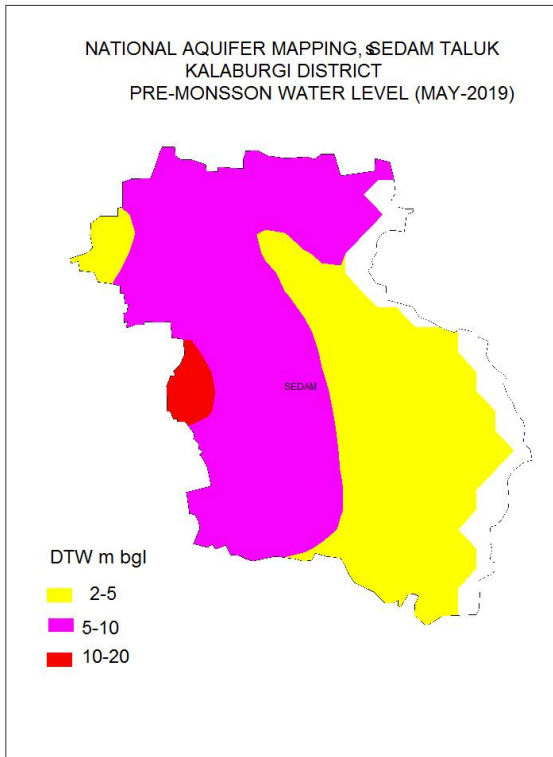 NATIONAL AQUIFER MAPPING, SEDAM TALUK
KALABURGI DISTRICT
PRE-MONSSON WATER LEVEL (MAY-2019)
SEDAM
DTW m bgl
2-5
5-10
10-20